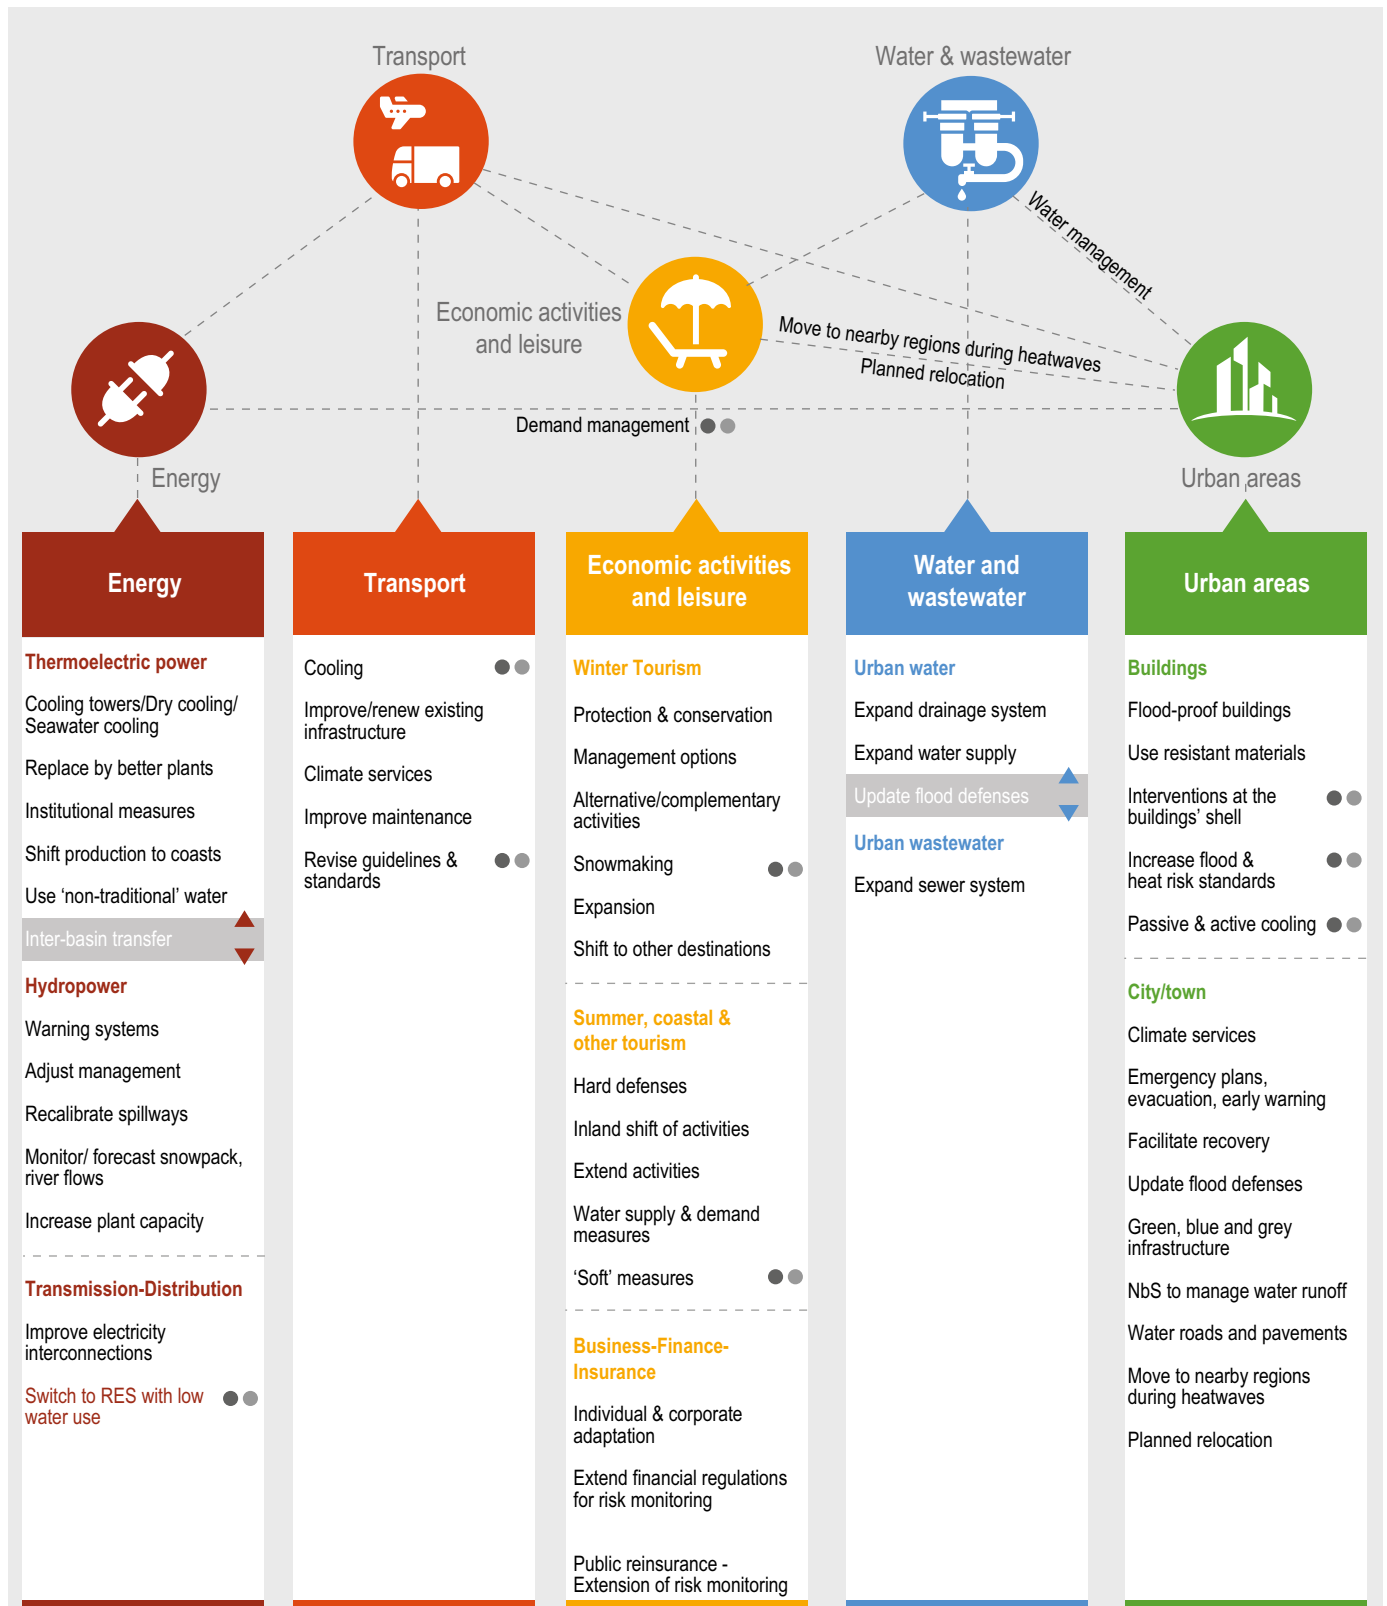 Transport
Water & wastewater
Water management
Economic activities
and leisure
Move to nearby regions during heatwaves
Planned relocation
Demand management
Energy
Urban areas
Energy
Thermoelectric power
Cooling towers/Dry cooling/
Seawater cooling
Replace by better plants
Institutional measures
Shift production to coasts
Use ‘non-traditional’ water
Inter-basin transfer
Hydropower
Warning systems
Adjust management
Recalibrate spillways
Monitor/ forecast snowpack,
river flows
Increase plant capacity
Transmission-Distribution
Improve electricity
interconnections
Switch to RES with low
water use
Transport
Cooling
Improve/renew existing
infrastructure
Climate services
Improve maintenance
Revise guidelines &
standards
Economic activities
and leisure
Winter Tourism
Protection & conservation
Management options
Alternative/complementary
activities
Snowmaking
Expansion
Shift to other destinations
Summer, coastal &
other tourism
Hard defenses
Inland shift of activities
Extend activities
Water supply & demand
measures
‘Soft’ measures
Business-Finance-
Insurance
Individual & corporate
adaptation
Extend financial regulations
for risk monitoring
Public reinsurance -
Extension of risk monitoring
Water and
wastewater
Urban water
Expand drainage system
Expand water supply
Update flood defenses
Urban wastewater
Expand sewer system
Urban areas
Buildings
Flood-proof buildings
Use resistant materials
Interventions at the
buildings’ shell
Increase flood &
heat risk standards
Passive & active cooling
City/town
Climate services
Emergency plans,
evacuation, early warning
Facilitate recovery
Update flood defenses
Green, blue and grey
infrastructure
NbS to manage water runoff
Water roads and pavements
Move to nearby regions
during heatwaves
Planned relocation